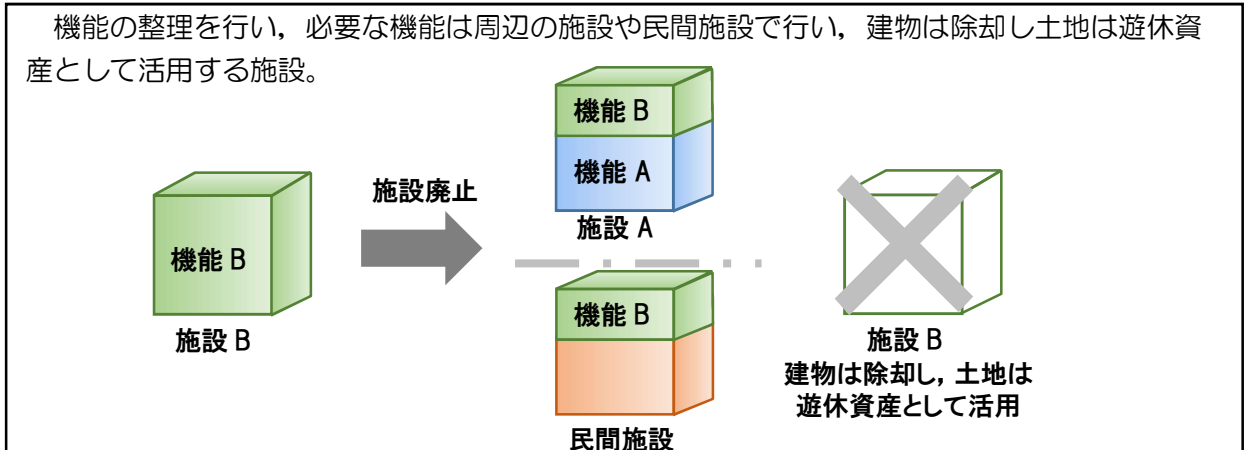 機能の整理を行い，必要な機能は周辺の施設や民間施設で行い，建物は除却し土地は遊休資
産として活用する施設。
機能 B
施設 B
施設廃止
機能 B
機能 A
施設 A
機能 B
民間施設
施設 B
建物は除却し，土地は
遊休資産として活用